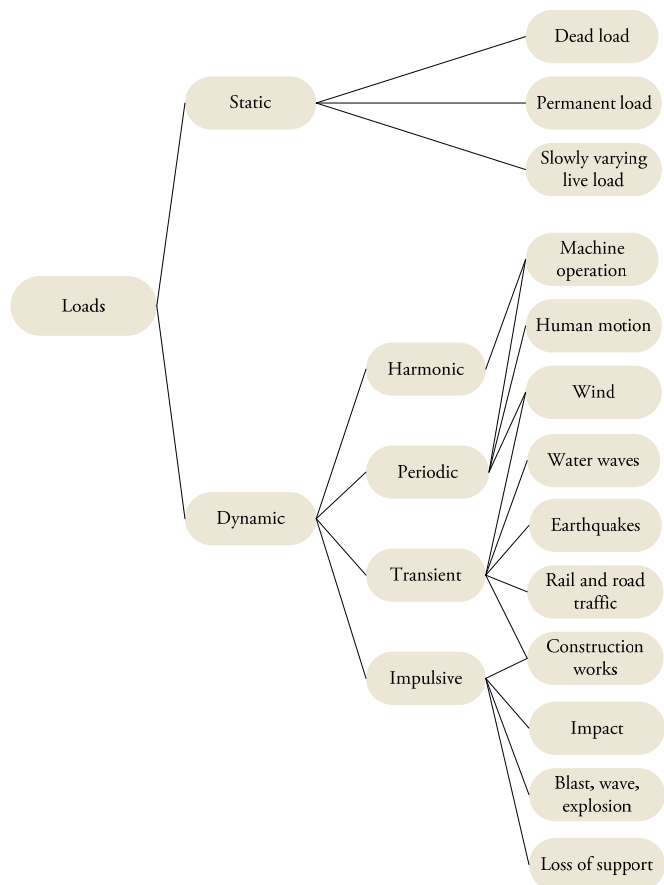 Dead load
Static
Permanent load
Slowly varying
live load
Machine
operation
Loads
Human motion
Harmonic
Wind
Periodic
Water waves
Dynamic
Earthquakes
Transient
Rail and road
traffic
Construction
works
Impulsive
Impact
Blast, wave,
explosion
Loss of support